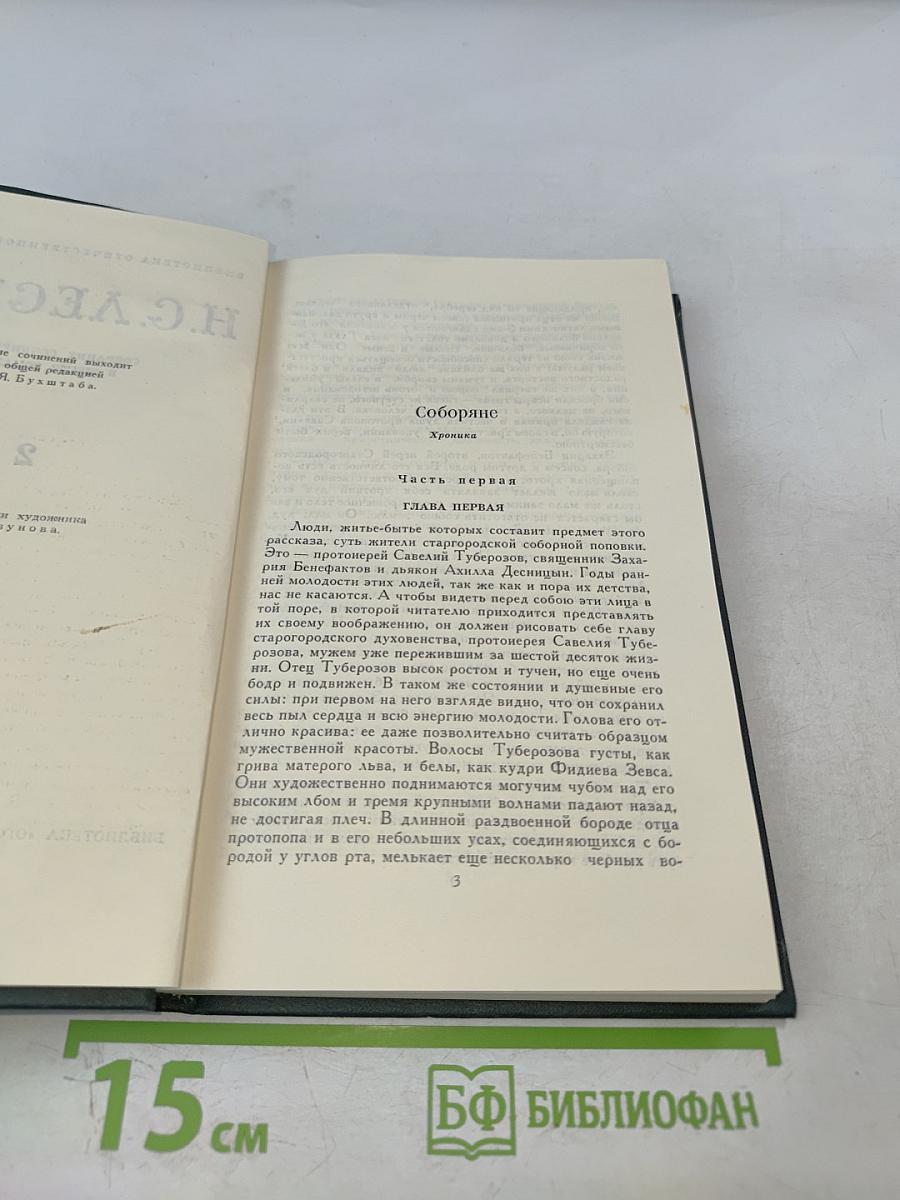 ие сочинений выходит
общей редакцией
Я. Бухштаба.
и художника
вунова.
Соборяне
Хроника
Часть первая
ГЛАВА ПЕРВАЯ
Люди, житье-бытье которых составит предмет этого
рассказа, суть жители старгородской соборной поповки.
Это — протоиерей Савелий Туберозов, священник Заха-
рия Бенефактов и дьякон Ахилла Десницын. Годы ран-
ней молодости этих людей, так же как и пора их детства,
нас не касаются. А чтобы видеть перед собою эти лица в
той поре, в которой читателю приходится представлять
их своему воображению, он должен рисовать себе главу
старогородского духовенства, протоиерея Савелия Тубе-
розова, мужем уже пережившим за шестой десяток жиз-
ни. Отец Туберозов высок ростом и тучен, но еще очень
бодр и подвижен. В таком же состоянии и душевные его
силы: при первом на него взгляде видно, что он сохранил
весь пыл сердца и всю энергию молодости. Голова его от-
лично красива: ее даже позволительно считать образцом
мужественной красоты. Волосы Туберозова густы, как
грива матерого льва, и белы, как кудри Фидиева Зевса.
Они художественно поднимаются могучим чубом над его
высоким лбом и тремя крупными волнами падают назад,
не достигая плеч. В длинной раздвоенной бороде отца
протопопа и в его небольших усах, соединяющихся с бо-
родой у углов рта, мелькает еще несколько черных во-
3
15 см
БФ БИБЛИОФАН